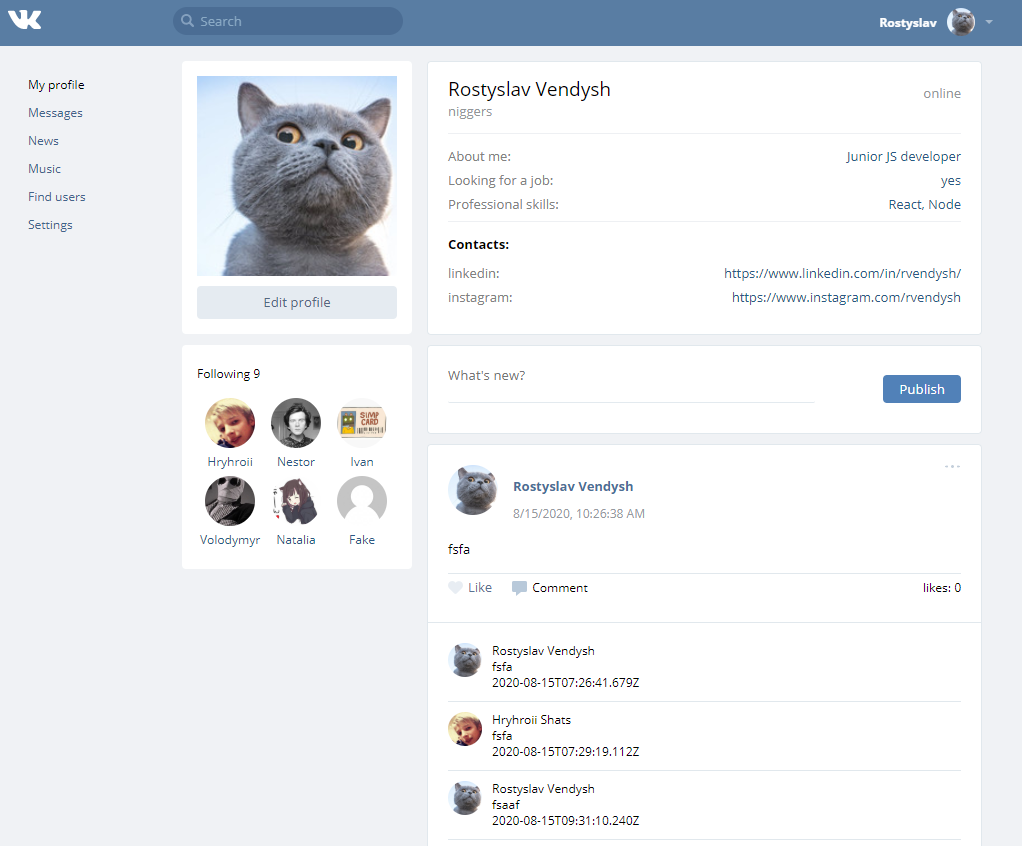 VK
Search
Rostyslav
My profile
Messages
News
Music
Find users
Settings
Edit profile
Rostyslav Vendysh
online
niggers
About me: Junior JS developer
Looking for a job: yes
Professional skills: React, Node
Contacts:
linkedin: https://www.linkedin.com/in/rvendysh/
instagram: https://www.instagram.com/rvendysh
Following 9
SIMP
CARD
Hryhroii Nestor Ivan
Volodymyr Natalia Fake
What's new?
Publish
Rostyslav Vendysh
8/15/2020, 10:26:38 AM
fsfa
Like Comment likes: 0
Rostyslav Vendysh
fsfa
2020-08-15T07:26:41.679Z
Hryhroii Shats
fsfa
2020-08-15T07:29:19.112Z
Rostyslav Vendysh
fsaaf
2020-08-15T09:31:10.240Z